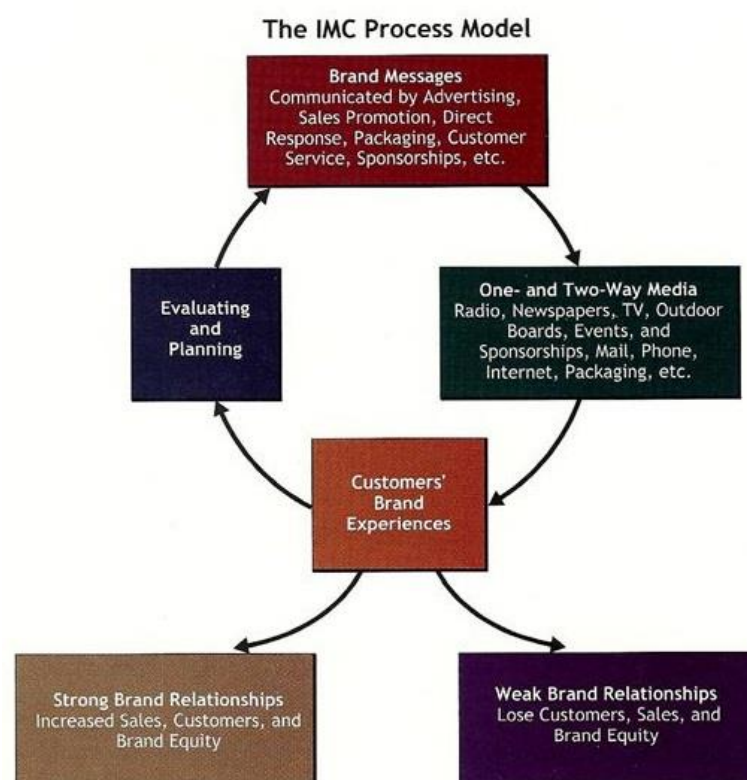 The IMC Process Model
Brand Messages
Communicated by Advertising,
Sales Promotion, Direct
Response, Packaging, Customer
Service, Sponsorships, etc.
Evaluating
and
Planning
One- and Two-Way Media
Radio, Newspapers, TV, Outdoor
Boards, Events, and
Sponsorships, Mail, Phone,
Internet, Packaging, etc.
Customers'
Brand
Experiences
Strong Brand Relationships
Increased Sales, Customers, and
Brand Equity
Weak Brand Relationships
Lose Customers, Sales, and
Brand Equity